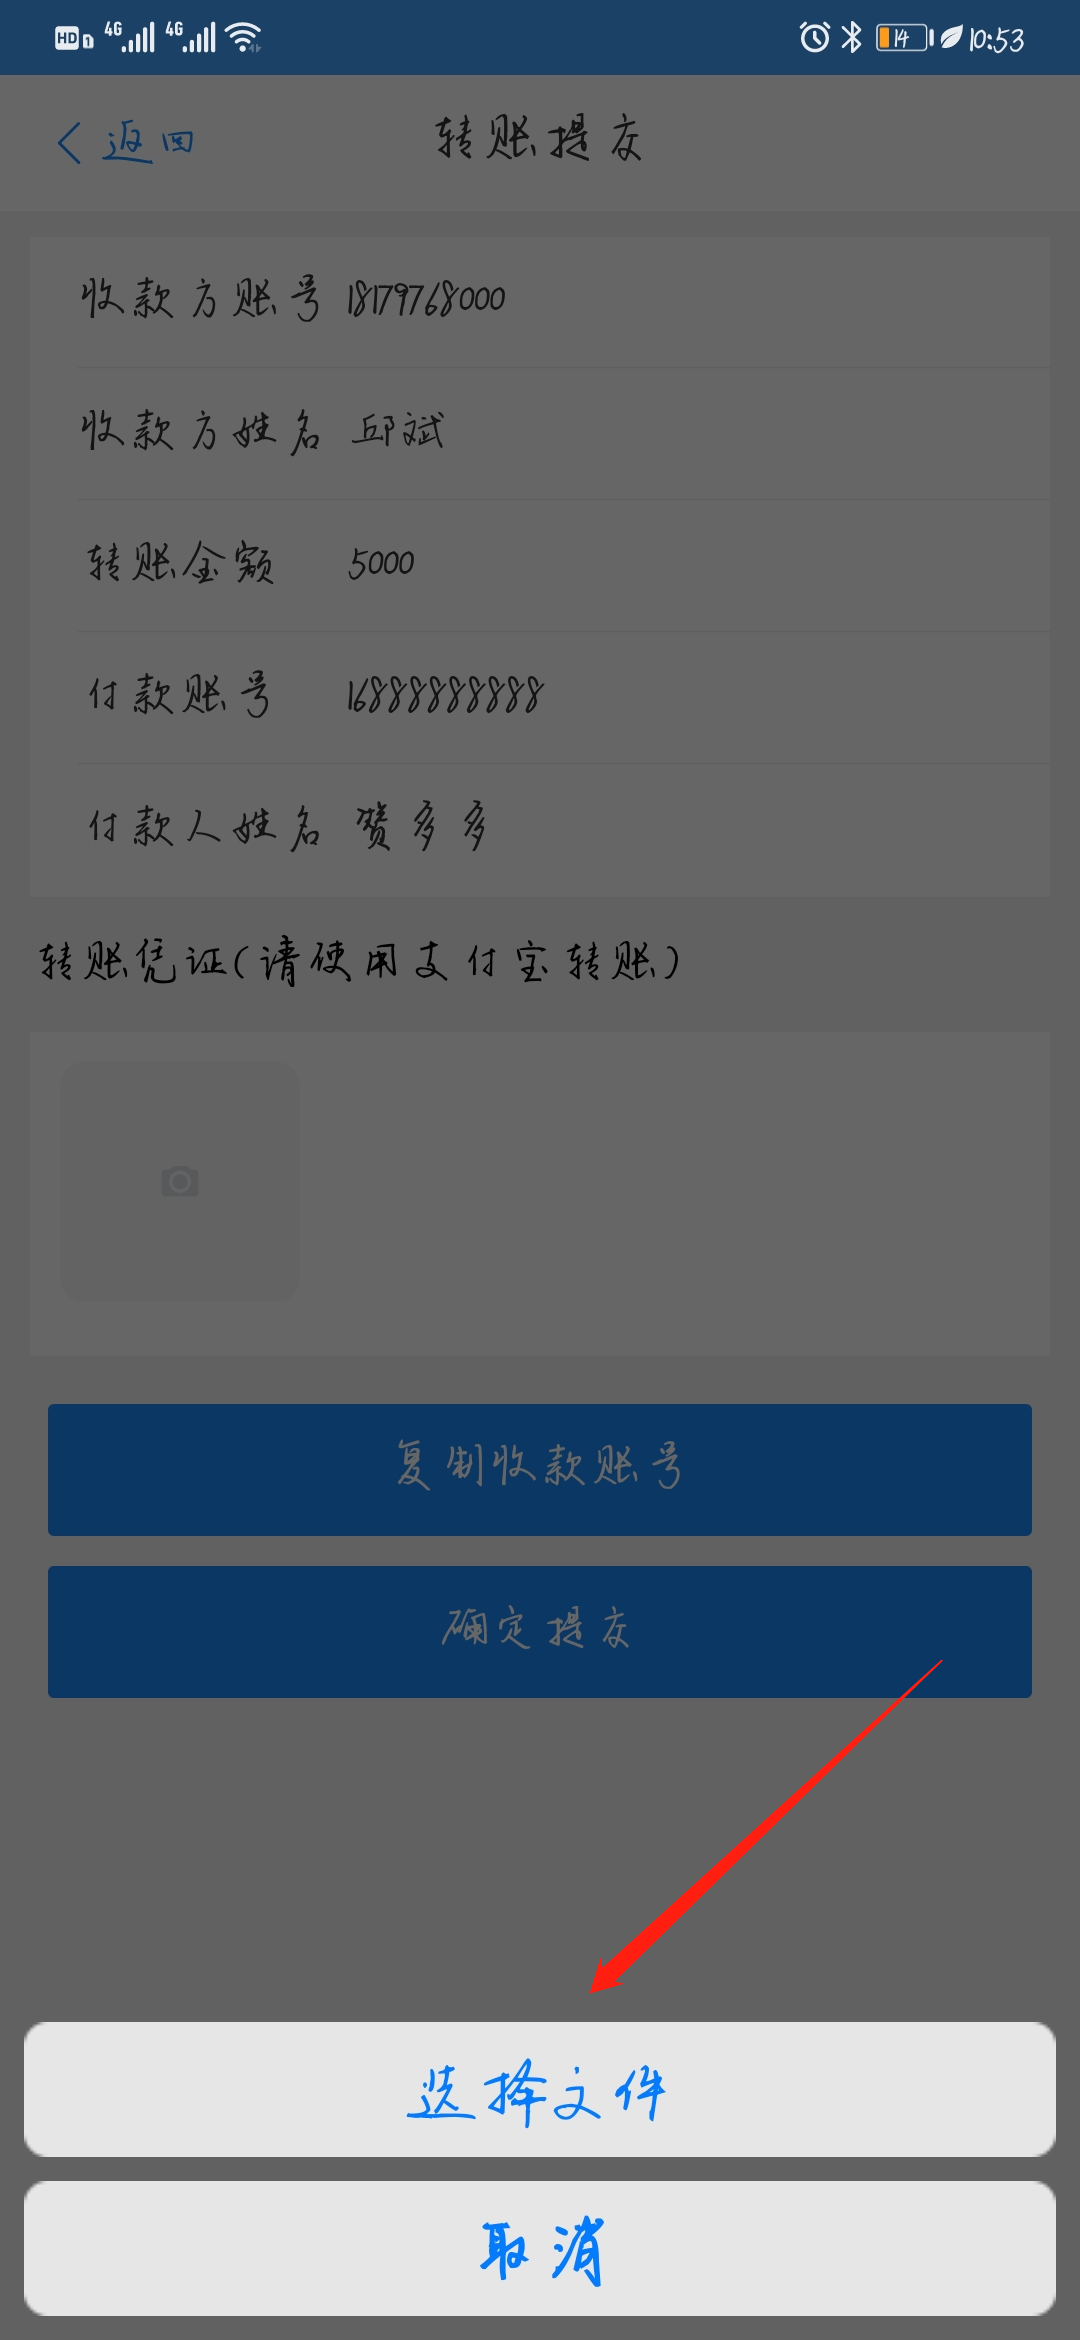 HD 1 4G 4G 14 10:53
返回 转账提交
收款方账号 18179768000
收款方姓名 邱斌
转账金额 5000
付款账号 16888888888
付款人姓名 赞多多
转账凭证(请使用支付宝转账)
复制收款账号
确定提交
选择文件
取消